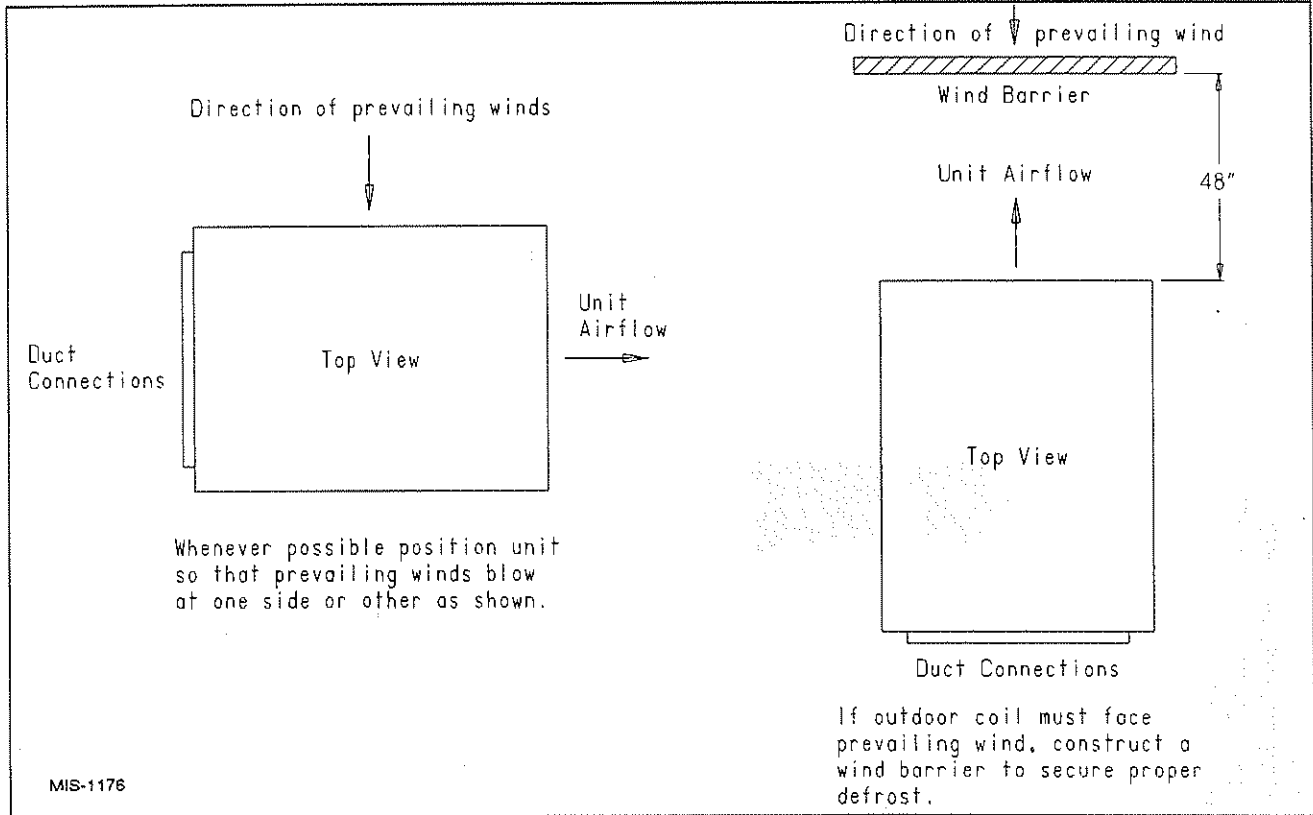 Direction of prevailing winds
Duct
Connections
Top View
Unit
Airflow
Whenever possible position unit
so that prevailing winds blow
at one side or other as shown.
MIS-1176
Direction of prevailing wind
Wind Barrier
Unit Airflow
48"
Top View
Duct Connections
If outdoor coil must face
prevailing wind, construct a
wind barrier to secure proper
defrost.